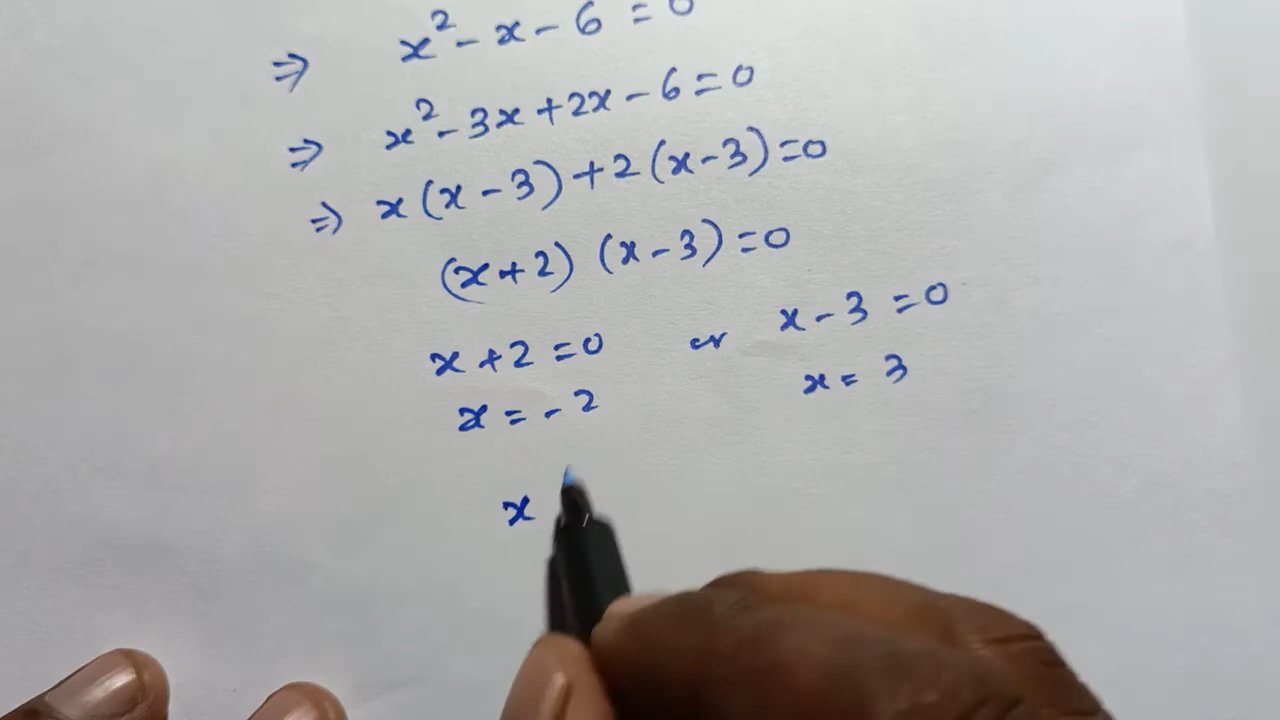 ⇒ x² - x - 6 = 0
⇒ x² - 3x + 2x - 6 = 0
⇒ x (x - 3) + 2 (x - 3) = 0
(x + 2) (x - 3) = 0
x + 2 = 0 or x - 3 = 0
x = - 2 x = 3
x